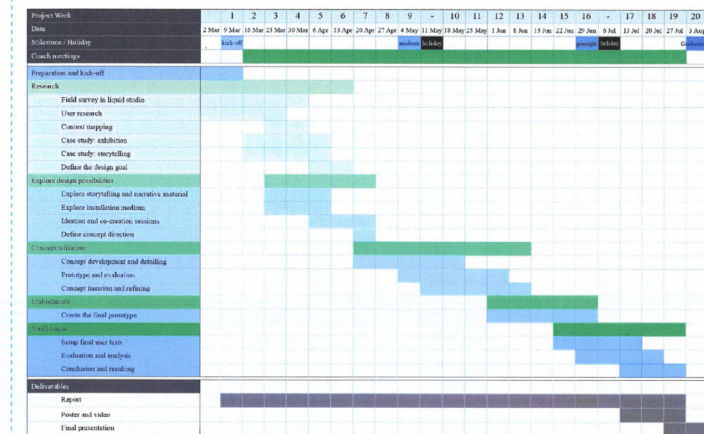 Project Week 1 2 3 4 5 6 7 8 9 - 10 11 12 13 14 15 16 - 17 18 19 20
Date 2 Mar 9 Mar 16 Mar 23 Mar 30 Mar 6 Apr 13 Apr 20 Apr 27 Apr 4 May 11 May 18 May 25 May 1 Jun 8 Jun 15 Jun 22 Jun 29 Jun 6 Jul 13 Jul 20 Jul 27 Jul 3 Aug
Milestone / Holiday kick-off midterm holiday greenlight holiday
Coach meetings
Preparation and kick-off
Research
Field survey in liquid studio
User research
Context mapping
Case study: exhibition
Case study: storytelling
Define the design goal
Explore design possibilities
Explore storytelling and narrative material
Explore installation medium
Ideation and co-creation sessions
Define concept direction
Conceptualization
Concept development and detailing
Prototype and evaluation
Concept iteration and refining
Embodiment
Create the final prototype
Verification
Setup final user tests
Evaluation and analysis
Conclusion and resulting
Deliverables
Report
Poster and video
Final presentation